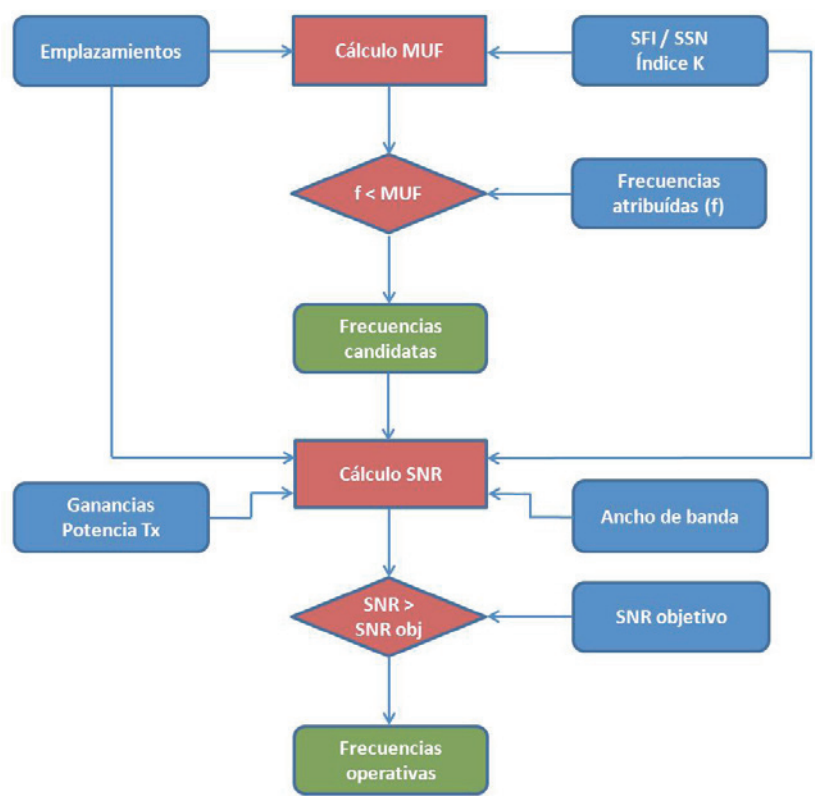 Emplazamientos
Cálculo MUF
SFI / SSN
Índice K
f < MUF
Frecuencias
atribuídas (f)
Frecuencias
candidatas
Cálculo SNR
Ganancias
Potencia Tx
Ancho de banda
SNR >
SNR obj
SNR objetivo
Frecuencias
operativas